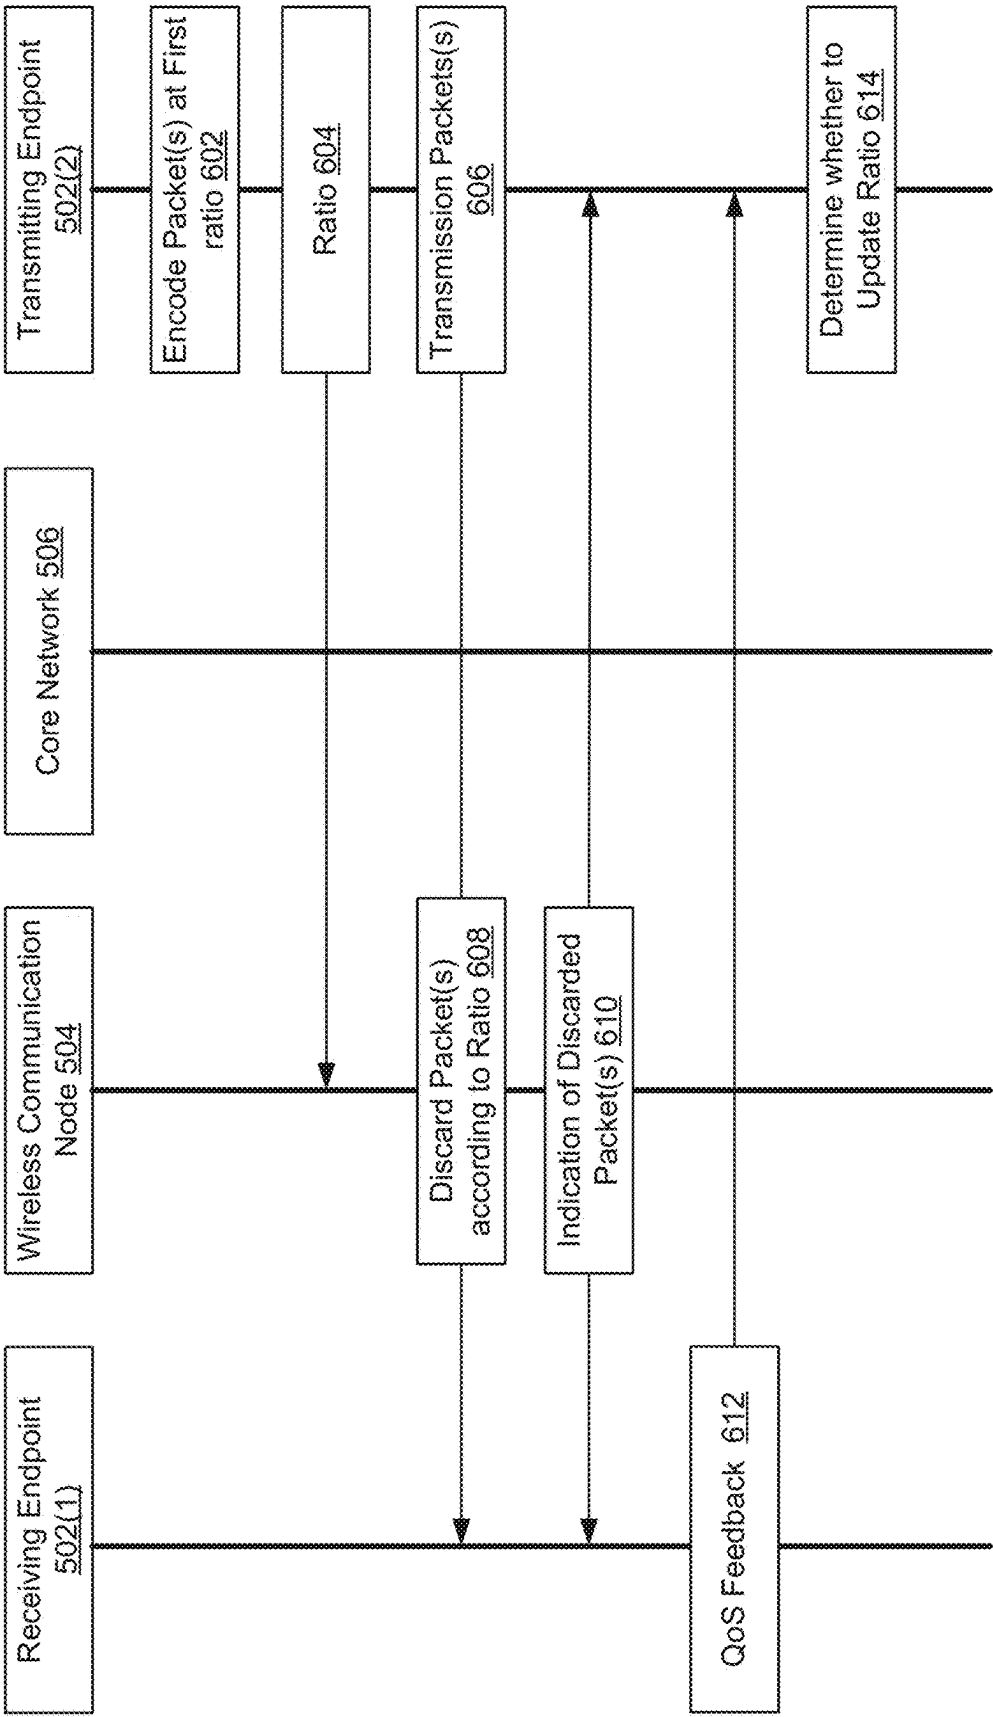 Receiving Endpoint
502(1)
Wireless Communication
Node 504
Core Network 506
Transmitting Endpoint
502(2)
Encode Packet(s) at First
ratio 602
Ratio 604
Transmission Packets(s)
606
Discard Packet(s)
according to Ratio 608
Indication of Discarded
Packet(s) 610
QoS Feedback 612
Determine whether to
Update Ratio 614